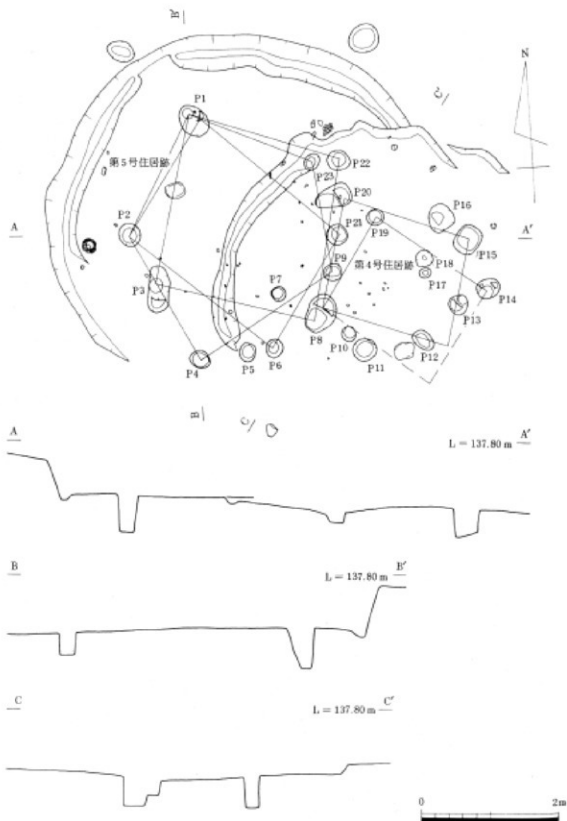 B'
N
C'
P1
第5号住居跡
P22
P23
P20
P16
P2
P21
P19
A
A'
P15
P9
第4号住居跡
P18
P3
P7
P17
P14
P13
P8
P10
P12
P4
P5
P6
P11
B
C
A
A'
L = 137.80 m
B
B'
L = 137.80 m
C
C'
L = 137.80 m
0
2m